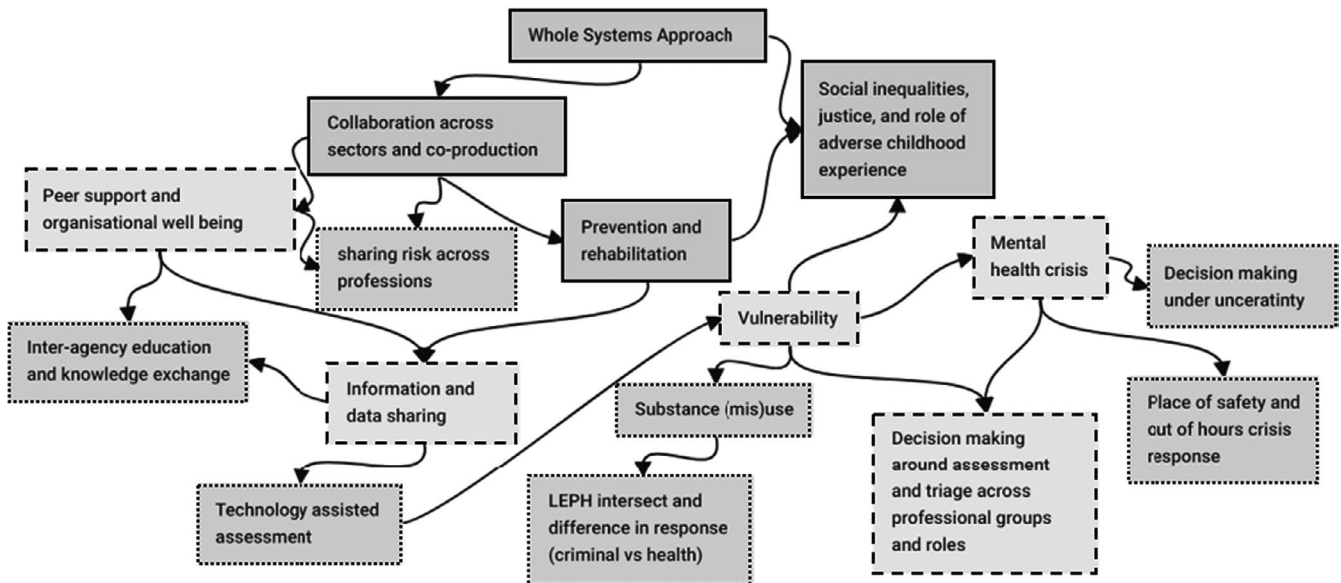 Whole Systems Approach
Social inequalities,
justice, and role of
adverse childhood
experience
Collaboration across
sectors and co-production
Peer support and
organisational well being
sharing risk across
professions
Prevention and
rehabilitation
Mental
health crisis
Decision making
under unceratinty
Vulnerability
Inter-agency education
and knowledge exchange
Information and
data sharing
Substance (mis)use
Place of safety and
out of hours crisis
response
Decision making
around assessment
and triage across
professional groups
and roles
Technology assisted
assessment
LEPH intersect and
difference in response
(criminal vs health)